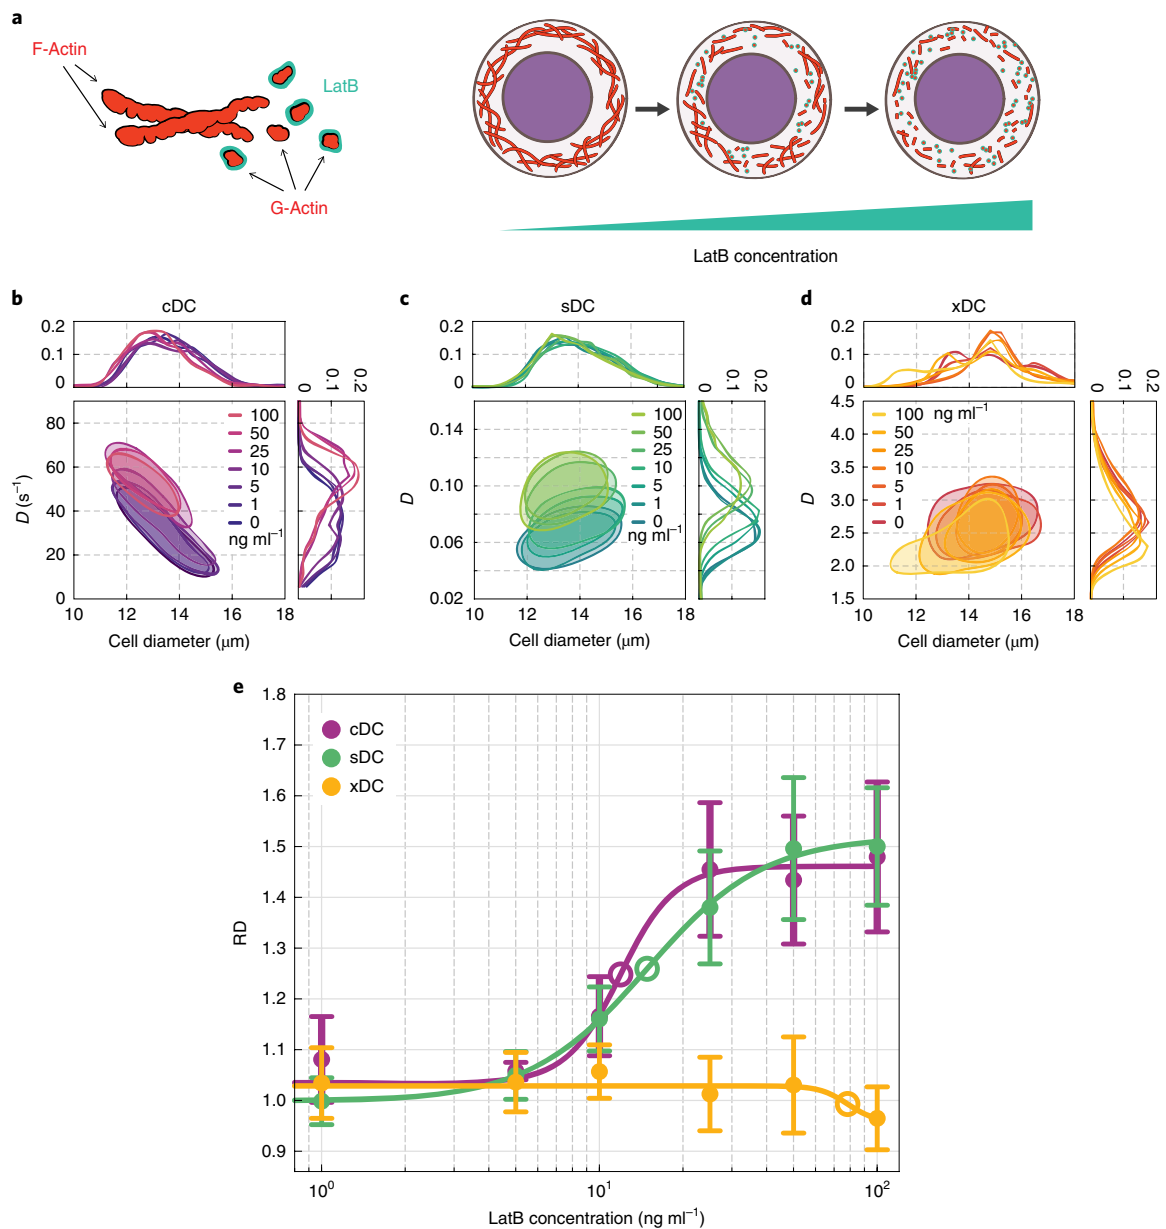 a
F-Actin
LatB
G-Actin
LatB concentration
b
cDC
0.2
0.1
0
0
0.1
0.2
D (s⁻¹)
80
60
40
20
0
100
50
25
10
5
1
0
ng ml⁻¹
10 12 14 16 18
Cell diameter (μm)
c
sDC
0.2
0.1
0
0
0.1
0.2
D
0.14
0.10
0.06
0.02
100
50
25
10
5
1
0
ng ml⁻¹
10 12 14 16 18
Cell diameter (μm)
d
xDC
0.2
0.1
0
0
0.1
0.2
D
4.5
4.0
3.5
3.0
2.5
2.0
1.5
100 ng ml⁻¹
50
25
10
5
1
0
10 12 14 16 18
Cell diameter (μm)
e
RD
1.8
1.7
1.6
1.5
1.4
1.3
1.2
1.1
1.0
0.9
cDC
sDC
xDC
10⁰ 10¹ 10²
LatB concentration (ng ml⁻¹)